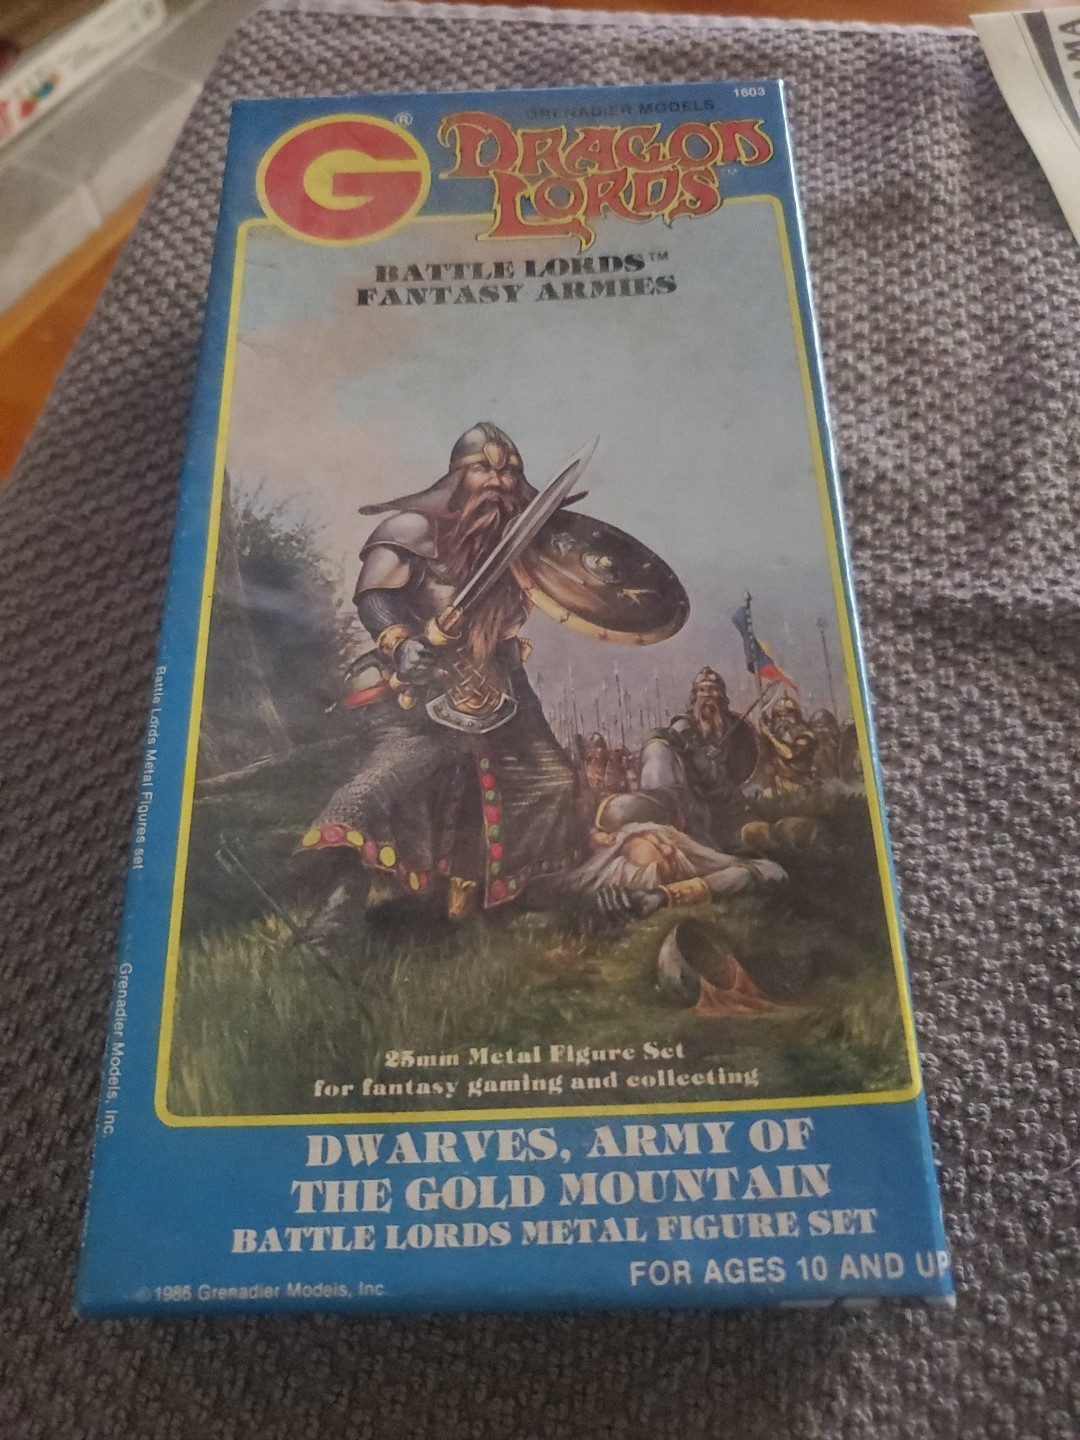 1603
GRENADIER MODELS
G®
DRAGON
LORDS™
BATTLE LORDS™
FANTASY ARMIES
25mm Metal Figure Set
for fantasy gaming and collecting
DWARVES, ARMY OF
THE GOLD MOUNTAIN
BATTLE LORDS METAL FIGURE SET
FOR AGES 10 AND UP
©1986 Grenadier Models, Inc.
Battle Lords Metal Figures set
Grenadier Models, Inc.